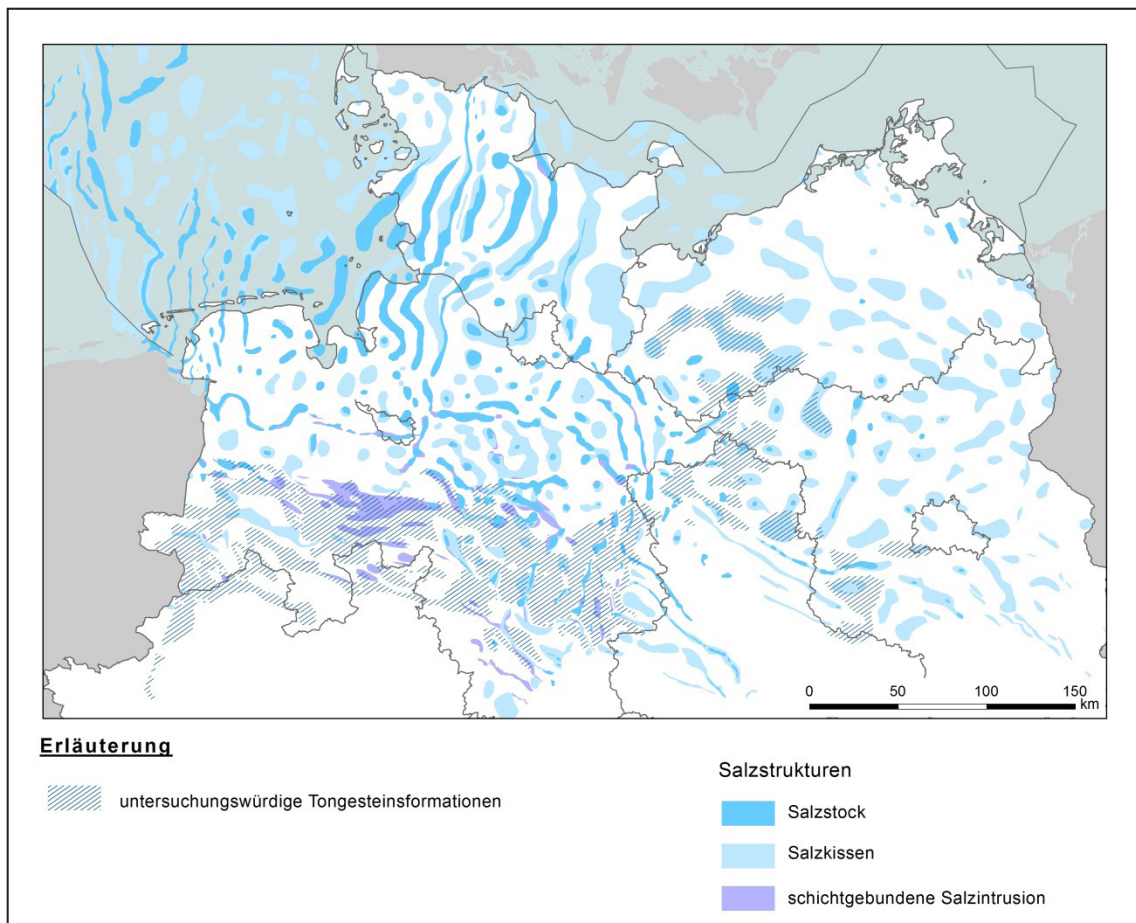 0 50 100 150
km
Erläuterung
untersuchungswürdige Tongesteinsformationen
Salzstrukturen
Salzstock
Salzkissen
schichtgebundene Salzintrusion